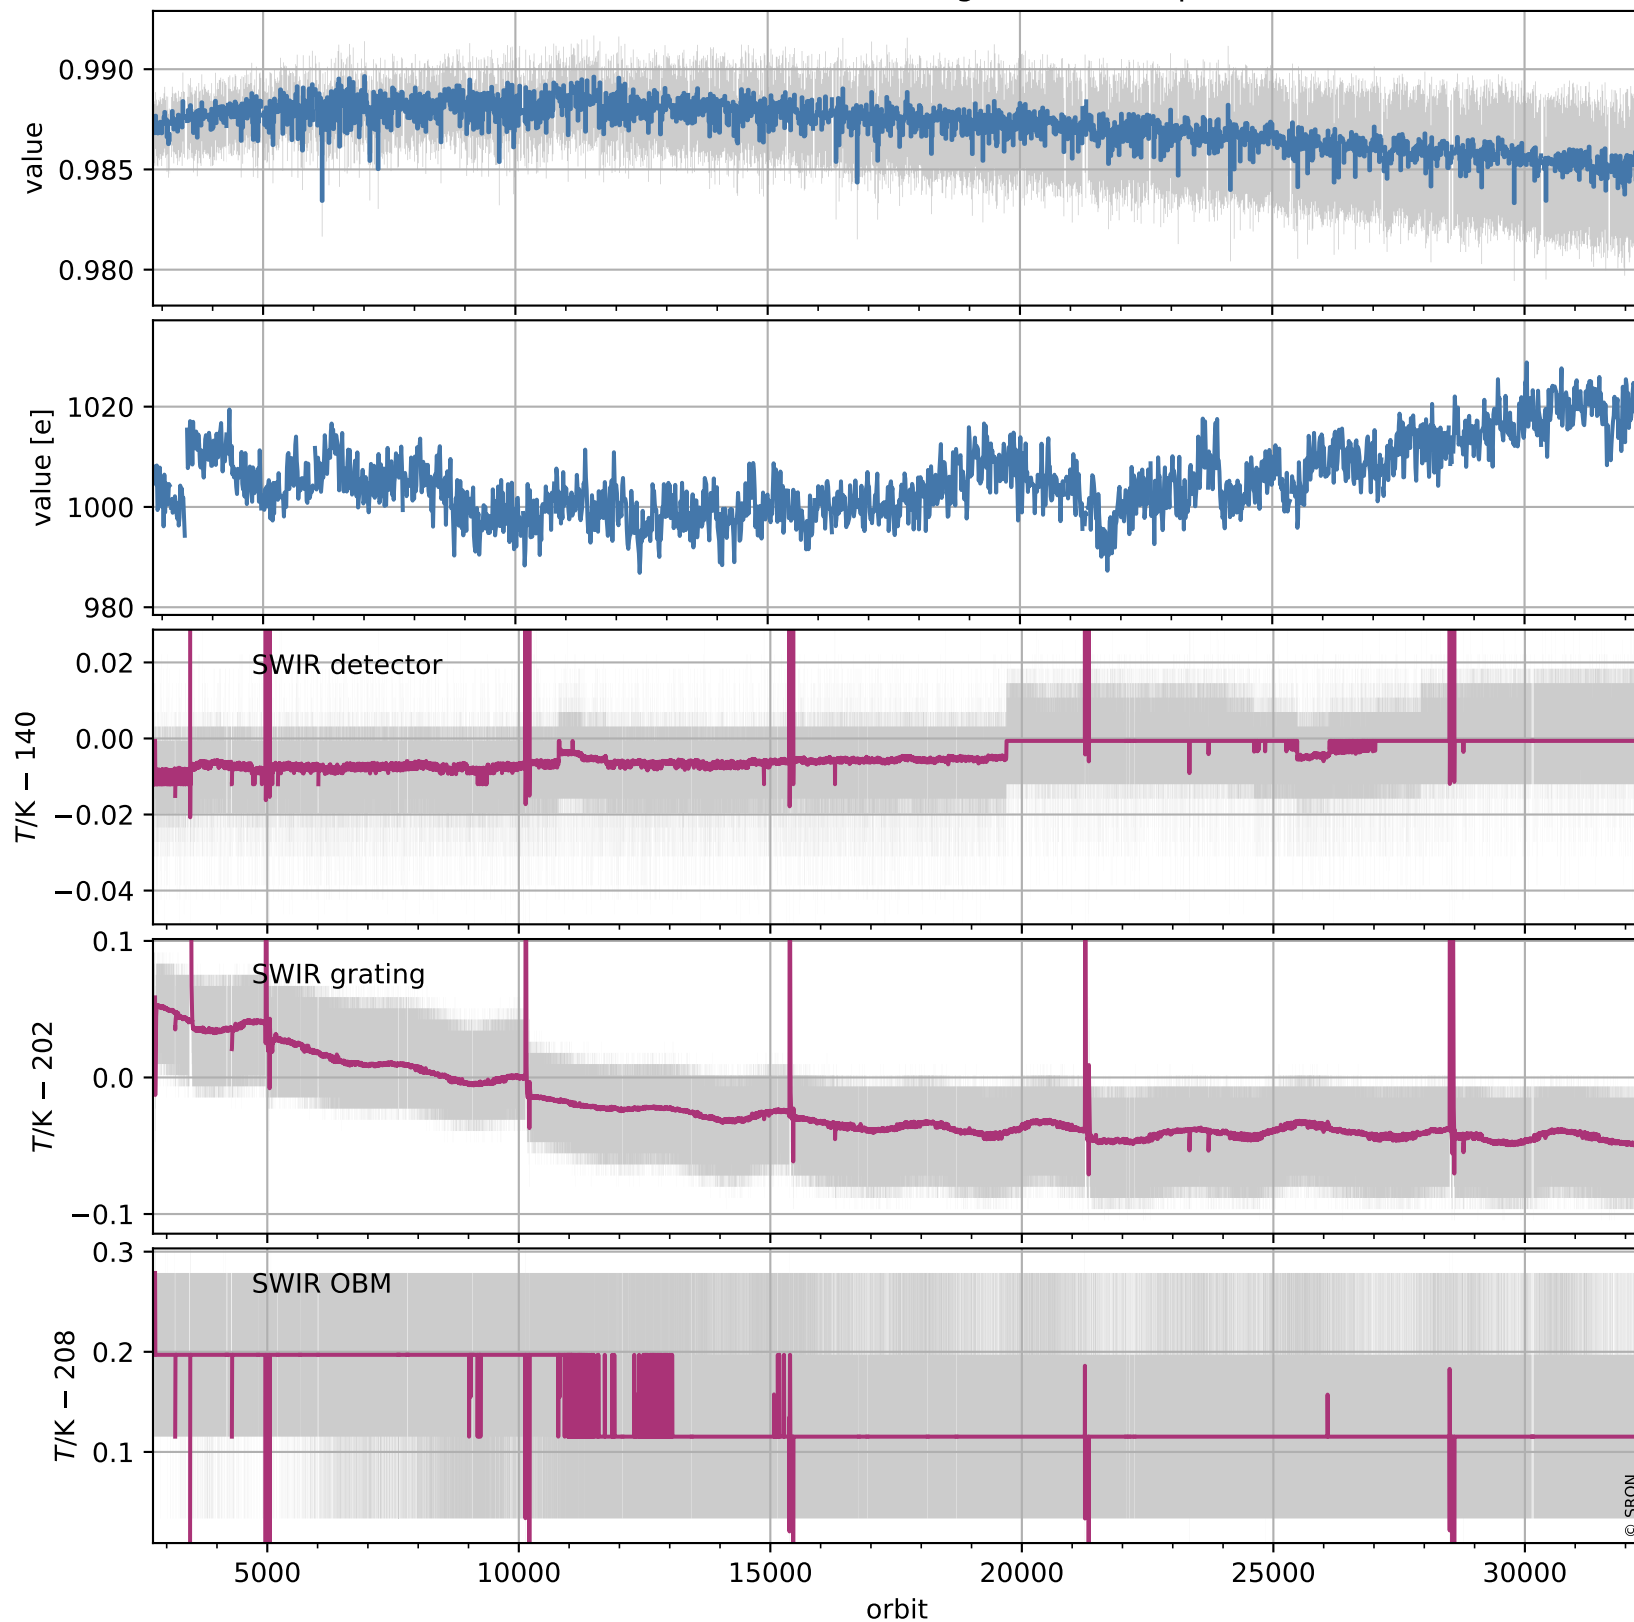 0.990
0.985
0.980
value
1020
1000
980
value [e]
SWIR detector
0.02
0.00
−0.02
−0.04
T/K − 140
SWIR grating
0.1
0.0
−0.1
T/K − 202
SWIR OBM
0.3
0.2
0.1
T/K − 208
© SRON
5000 10000 15000 20000 25000 30000
orbit